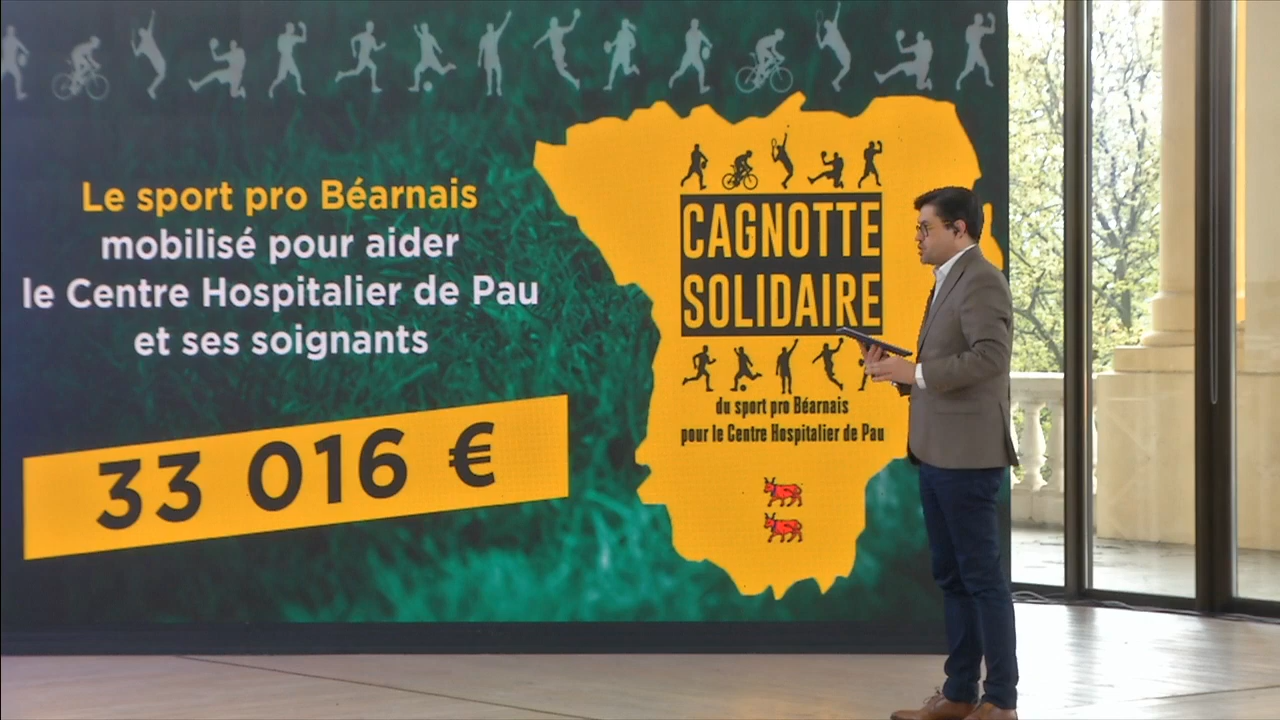 Le sport pro Béarnais
mobilisé pour aider
le Centre Hospitalier de Pau
et ses soignants
33 016 €
CAGNOTTE
SOLIDAIRE
du sport pro Béarnais
pour le Centre Hospitalier de Pau